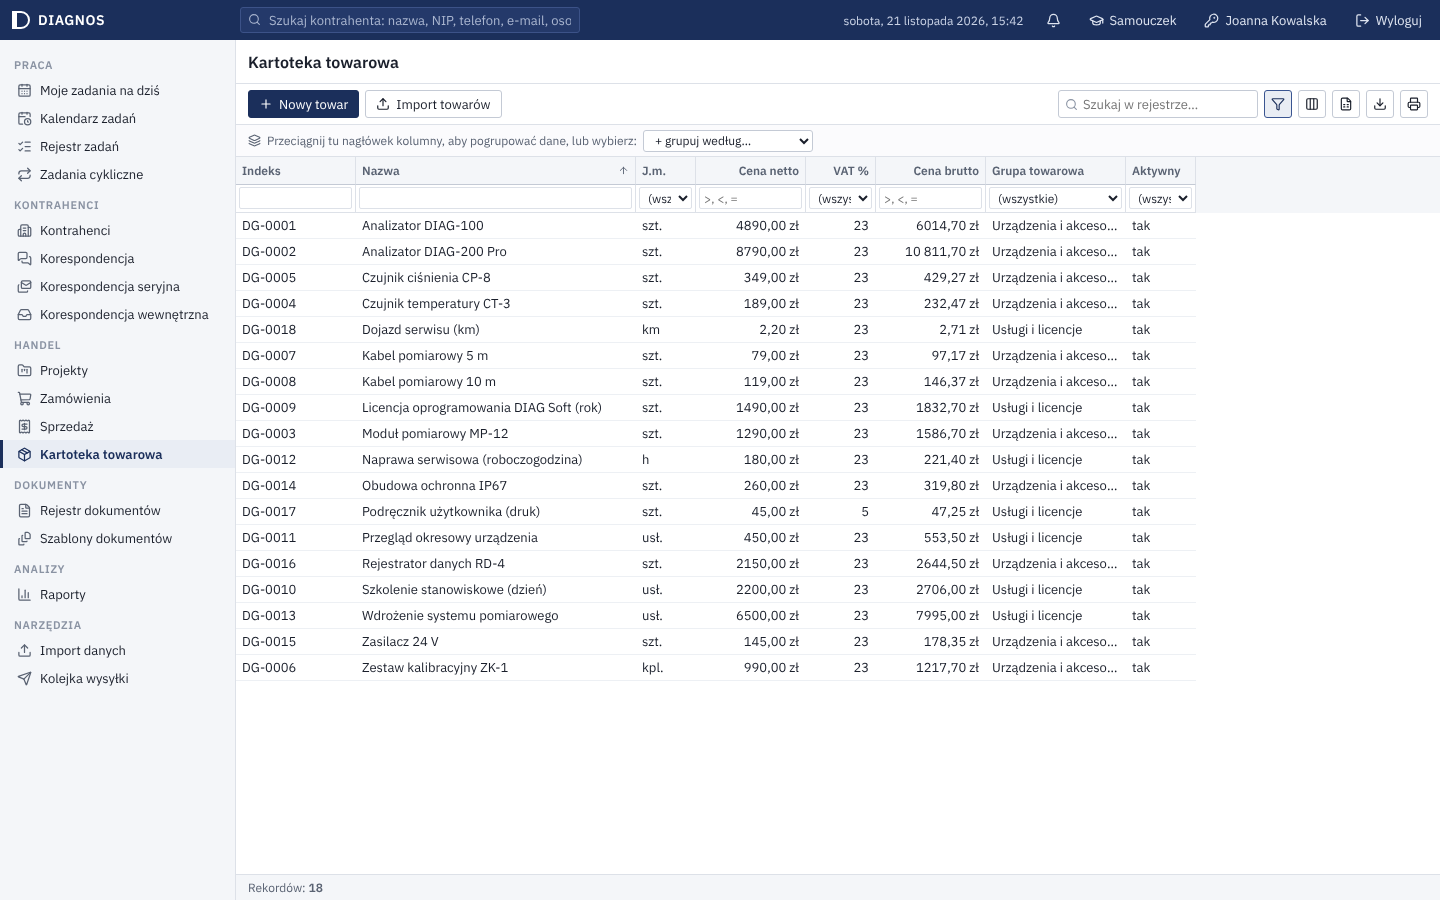 DIAGNOS
Szukaj kontrahenta: nazwa, NIP, telefon, e-mail, oso
sobota, 21 listopada 2026, 15:42
Samouczek
Joanna Kowalska
Wyloguj
PRACA
Moje zadania na dziś
Kalendarz zadań
Rejestr zadań
Zadania cykliczne
KONTRAHENCI
Kontrahenci
Korespondencja
Korespondencja seryjna
Korespondencja wewnętrzna
HANDEL
Projekty
Zamówienia
Sprzedaż
Kartoteka towarowa
DOKUMENTY
Rejestr dokumentów
Szablony dokumentów
ANALIZY
Raporty
NARZĘDZIA
Import danych
Kolejka wysyłki
Kartoteka towarowa
Nowy towar
Import towarów
Szukaj w rejestrze...
Przeciągnij tu nagłówek kolumny, aby pogrupować dane, lub wybierz: + grupuj według...
Indeks Nazwa J.m. Cena netto VAT % Cena brutto Grupa towarowa Aktywny
(wsz >, <, = (wszys >, <, = (wszystkie) (wszys
DG-0001 Analizator DIAG-100 szt. 4890,00 zł 23 6014,70 zł Urządzenia i akceso... tak
DG-0002 Analizator DIAG-200 Pro szt. 8790,00 zł 23 10 811,70 zł Urządzenia i akceso... tak
DG-0005 Czujnik ciśnienia CP-8 szt. 349,00 zł 23 429,27 zł Urządzenia i akceso... tak
DG-0004 Czujnik temperatury CT-3 szt. 189,00 zł 23 232,47 zł Urządzenia i akceso... tak
DG-0018 Dojazd serwisu (km) km 2,20 zł 23 2,71 zł Usługi i licencje tak
DG-0007 Kabel pomiarowy 5 m szt. 79,00 zł 23 97,17 zł Urządzenia i akceso... tak
DG-0008 Kabel pomiarowy 10 m szt. 119,00 zł 23 146,37 zł Urządzenia i akceso... tak
DG-0009 Licencja oprogramowania DIAG Soft (rok) szt. 1490,00 zł 23 1832,70 zł Usługi i licencje tak
DG-0003 Moduł pomiarowy MP-12 szt. 1290,00 zł 23 1586,70 zł Urządzenia i akceso... tak
DG-0012 Naprawa serwisowa (roboczogodzina) h 180,00 zł 23 221,40 zł Usługi i licencje tak
DG-0014 Obudowa ochronna IP67 szt. 260,00 zł 23 319,80 zł Urządzenia i akceso... tak
DG-0017 Podręcznik użytkownika (druk) szt. 45,00 zł 5 47,25 zł Usługi i licencje tak
DG-0011 Przegląd okresowy urządzenia usł. 450,00 zł 23 553,50 zł Usługi i licencje tak
DG-0016 Rejestrator danych RD-4 szt. 2150,00 zł 23 2644,50 zł Urządzenia i akceso... tak
DG-0010 Szkolenie stanowiskowe (dzień) usł. 2200,00 zł 23 2706,00 zł Usługi i licencje tak
DG-0013 Wdrożenie systemu pomiarowego usł. 6500,00 zł 23 7995,00 zł Usługi i licencje tak
DG-0015 Zasilacz 24 V szt. 145,00 zł 23 178,35 zł Urządzenia i akceso... tak
DG-0006 Zestaw kalibracyjny ZK-1 kpl. 990,00 zł 23 1217,70 zł Urządzenia i akceso... tak
Rekordów: 18